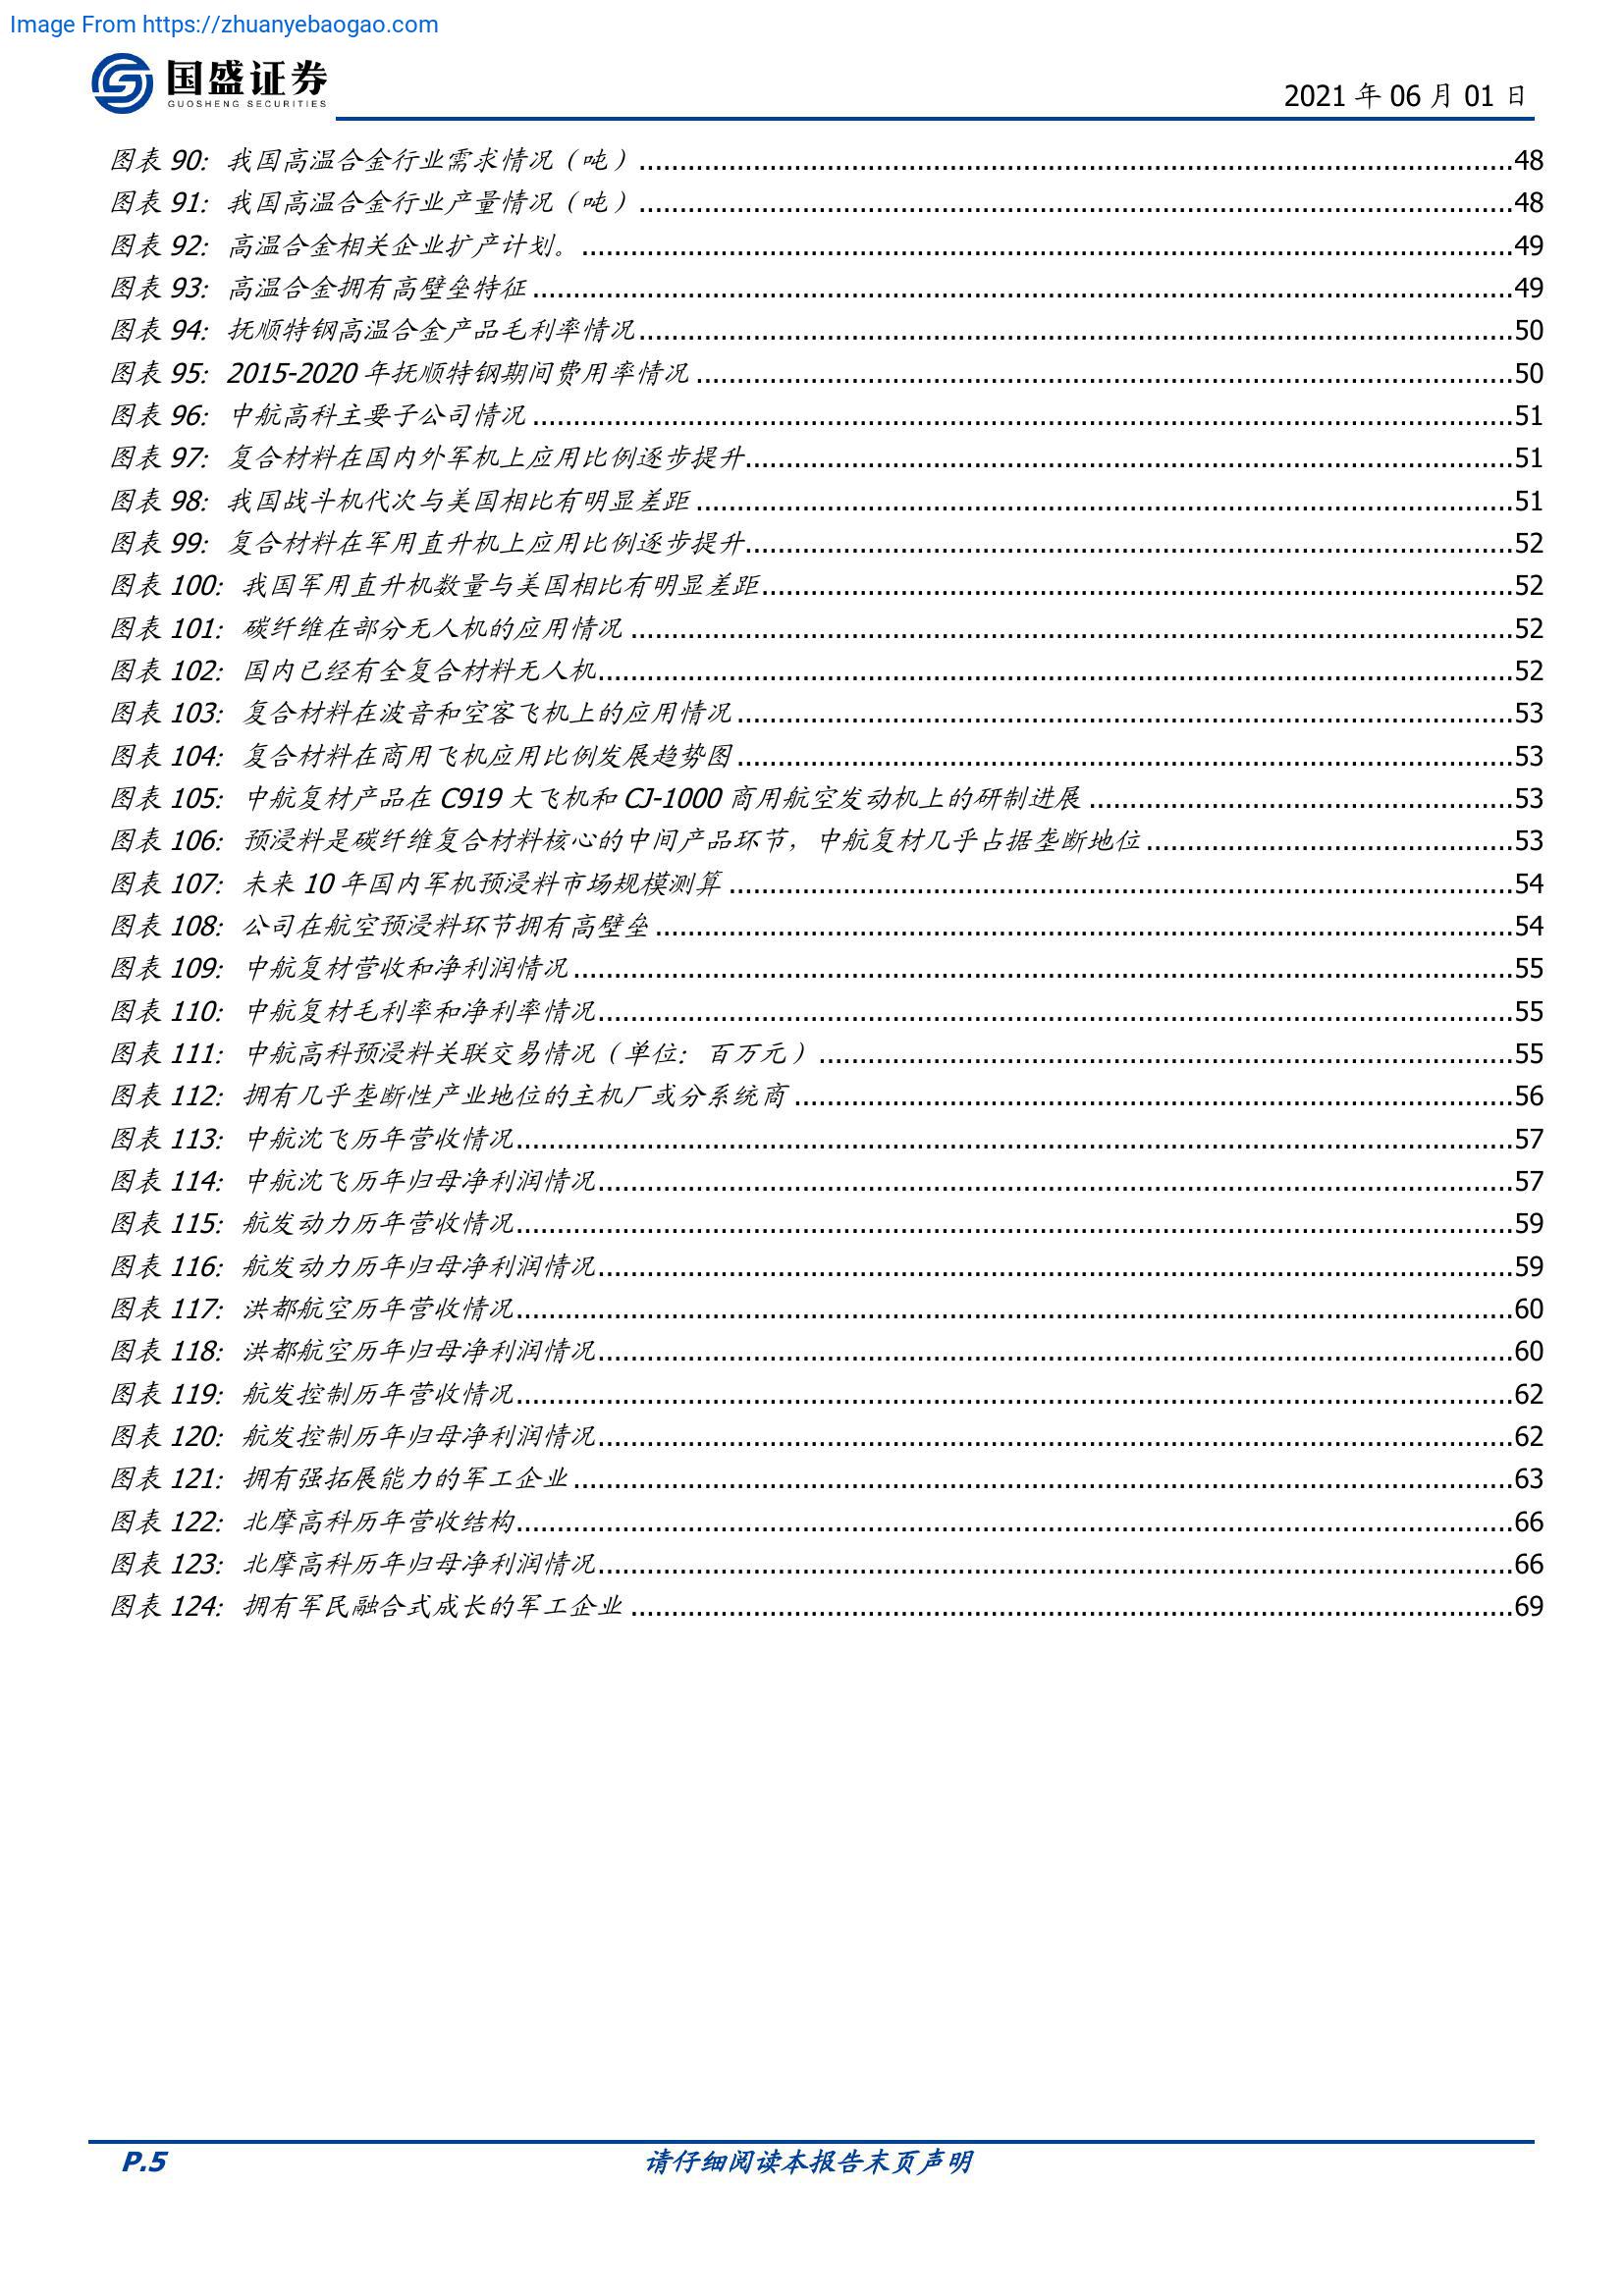 Image From https://zhuanyebaogao.com
国盛证券
GUOSHENG SECURITIES
2021 年 06 月 01 日
图表 90: 我国高温合金行业需求情况（吨）........48
图表 91: 我国高温合金行业产量情况（吨）........48
图表 92: 高温合金相关企业扩产计划。........49
图表 93: 高温合金拥有高壁垒特征........49
图表 94: 抚顺特钢高温合金产品毛利率情况........50
图表 95: 2015-2020 年抚顺特钢期间费用率情况........50
图表 96: 中航高科主要子公司情况........51
图表 97: 复合材料在国内外军机上应用比例逐步提升........51
图表 98: 我国战斗机代次与美国相比有明显差距........51
图表 99: 复合材料在军用直升机上应用比例逐步提升........52
图表 100: 我国军用直升机数量与美国相比有明显差距........52
图表 101: 碳纤维在部分无人机的应用情况........52
图表 102: 国内已经有全复合材料无人机........52
图表 103: 复合材料在波音和空客飞机上的应用情况........53
图表 104: 复合材料在商用飞机应用比例发展趋势图........53
图表 105: 中航复材产品在 C919 大飞机和 CJ-1000 商用航空发动机上的研制进展........53
图表 106: 预浸料是碳纤维复合材料核心的中间产品环节，中航复材几乎占据垄断地位........53
图表 107: 未来 10 年国内军机预浸料市场规模测算........54
图表 108: 公司在航空预浸料环节拥有高壁垒........54
图表 109: 中航复材营收和净利润情况........55
图表 110: 中航复材毛利率和净利率情况........55
图表 111: 中航高科预浸料关联交易情况（单位: 百万元）........55
图表 112: 拥有几乎垄断性产业地位的主机厂或分系统商........56
图表 113: 中航沈飞历年营收情况........57
图表 114: 中航沈飞历年归母净利润情况........57
图表 115: 航发动力历年营收情况........59
图表 116: 航发动力历年归母净利润情况........59
图表 117: 洪都航空历年营收情况........60
图表 118: 洪都航空历年归母净利润情况........60
图表 119: 航发控制历年营收情况........62
图表 120: 航发控制历年归母净利润情况........62
图表 121: 拥有强拓展能力的军工企业........63
图表 122: 北摩高科历年营收结构........66
图表 123: 北摩高科历年归母净利润情况........66
图表 124: 拥有军民融合式成长的军工企业........69
P.5
请仔细阅读本报告末页声明